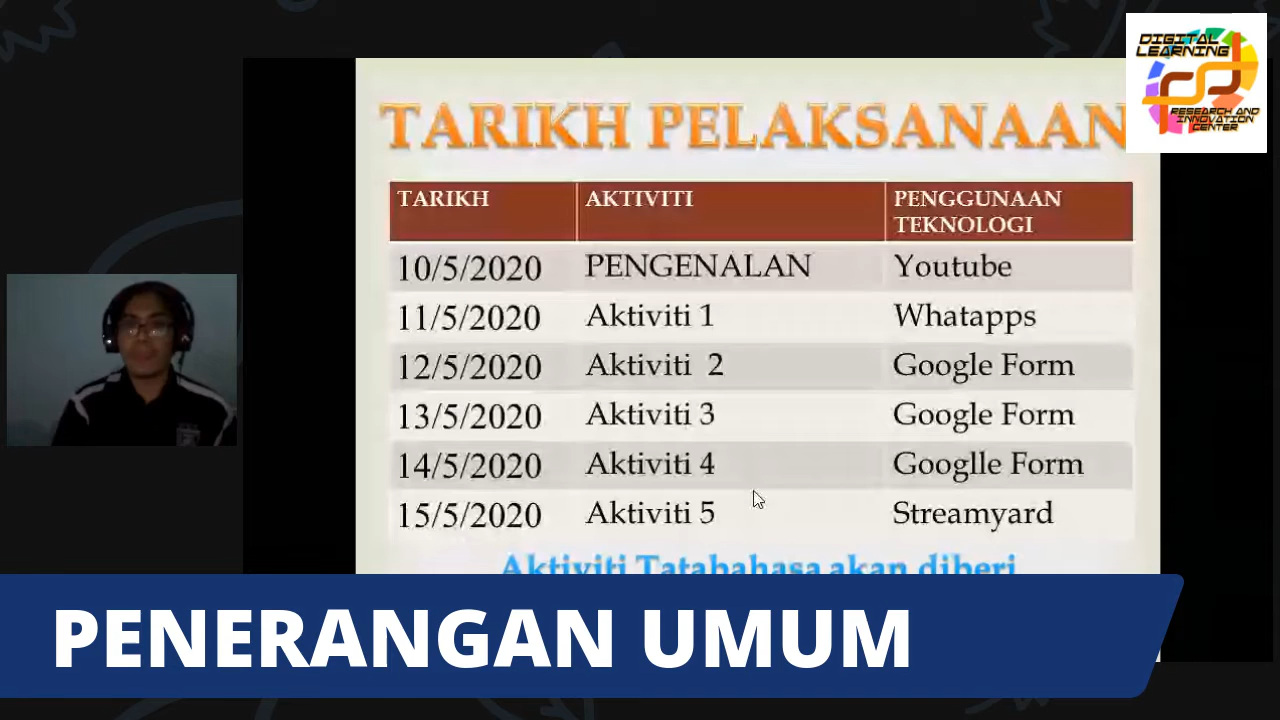 DIGITAL
LEARNING
RESEARCH AND
INNOVATION
CENTER
TARIKH PELAKSANAAN
TARIKH AKTIVITI PENGGUNAAN
TEKNOLOGI
10/5/2020 PENGENALAN Youtube
11/5/2020 Aktiviti 1 Whatapps
12/5/2020 Aktiviti 2 Google Form
13/5/2020 Aktiviti 3 Google Form
14/5/2020 Aktiviti 4 Googlle Form
15/5/2020 Aktiviti 5 Streamyard
Aktiviti Tatabahasa akan diberi
PENERANGAN UMUM